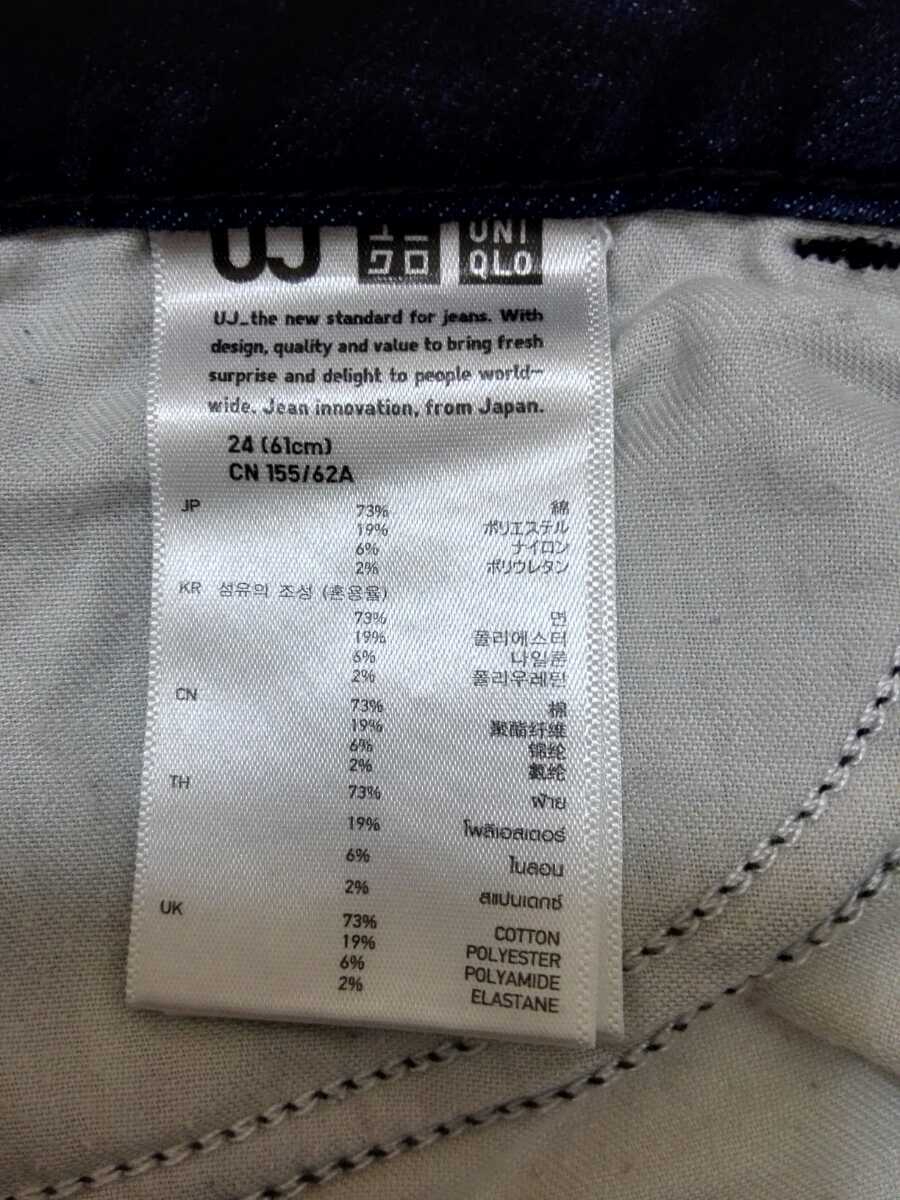 UJ
ユニ
クロ
UNI
QLO
UJ_the new standard for jeans. With
design, quality and value to bring fresh
surprise and delight to people world-
wide. Jean innovation, from Japan.
24 (61cm)
CN 155/62A
JP 73% 綿
19% ポリエステル
6% ナイロン
2% ポリウレタン
KR 섬유의 조성 (혼용율)
73% 면
19% 폴리에스터
6% 나일론
2% 폴리우레탄
CN 73% 棉
19% 聚酯纤维
6% 锦纶
2% 氨纶
TH 73% ฝ้าย
19% โพลีเอสเตอร์
6% ไนลอน
2% สแปนเดกซ์
UK 73% COTTON
19% POLYESTER
6% POLYAMIDE
2% ELASTANE